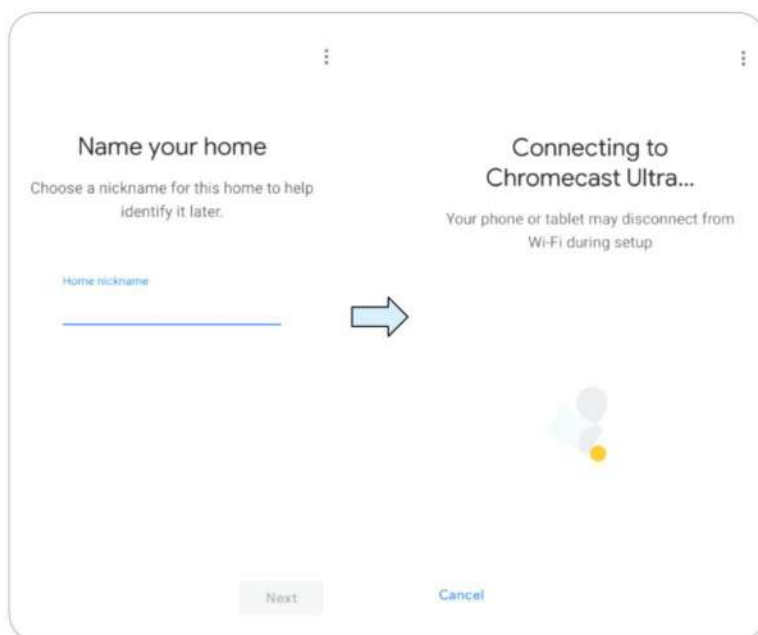 Name your home
Choose a nickname for this home to help
identify it later.
Home nickname
Next
Connecting to
Chromecast Ultra...
Your phone or tablet may disconnect from
Wi-Fi during setup
Cancel